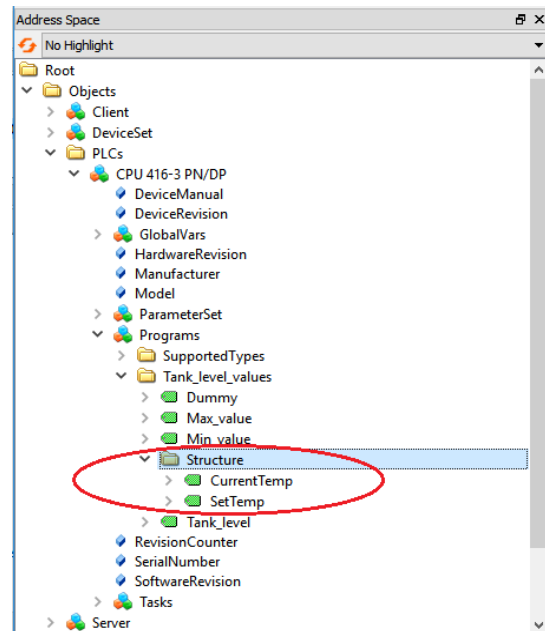 Address Space
No Highlight
Root
Objects
Client
DeviceSet
PLCs
CPU 416-3 PN/DP
DeviceManual
DeviceRevision
GlobalVars
HardwareRevision
Manufacturer
Model
ParameterSet
Programs
SupportedTypes
Tank_level_values
Dummy
Max_value
Min_value
Structure
CurrentTemp
SetTemp
Tank_level
RevisionCounter
SerialNumber
SoftwareRevision
Tasks
Server